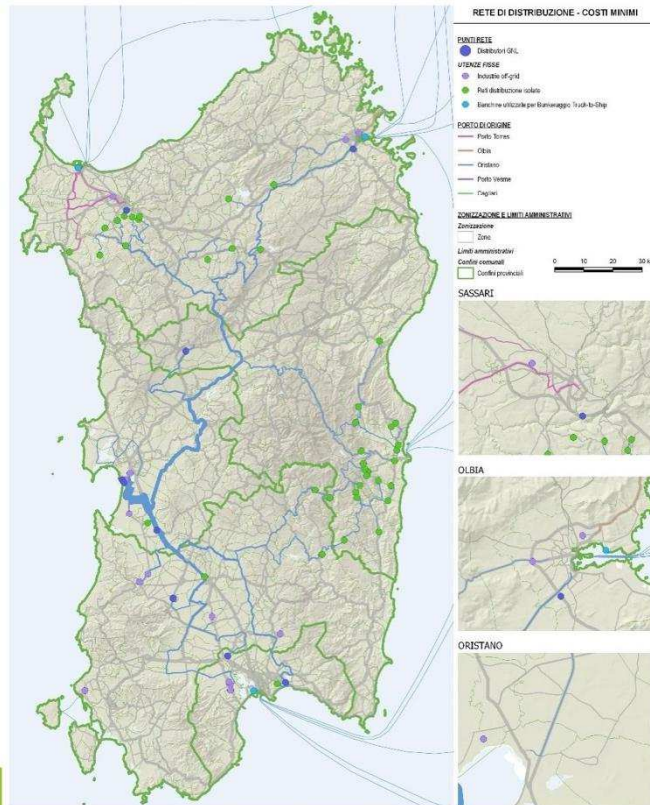 RETE DI DISTRIBUZIONE - COSTI MINIMI
PUNTI RETE
Distributori GNL
UTENZE FISSE
Industrie off-grid
Reti distribuzione isolate
Banchine utilizzate per Bunkeraggio Truck-to-Ship
PORTO DI ORIGINE
Porto Torres
Olbia
Oristano
Porto Vesme
Cagliari
ZONIZZAZIONE E LIMITI AMMINISTRATIVI
Zonizzazione
Zone
Limiti amministrativi
Confini comunali
Confini provinciali
0 10 20 30
SASSARI
OLBIA
ORISTANO